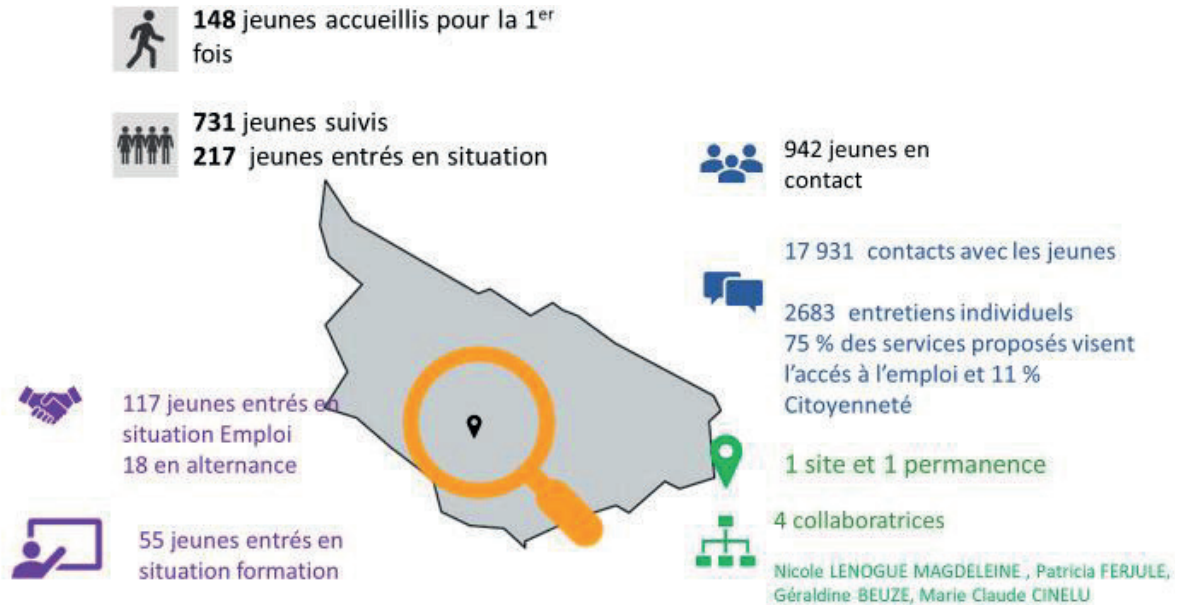 148 jeunes accueillis pour la 1er
fois
731 jeunes suivis
217 jeunes entrés en situation
942 jeunes en
contact
17 931 contacts avec les jeunes
2683 entretiens individuels
75 % des services proposés visent
l'accés à l'emploi et 11 %
Citoyenneté
117 jeunes entrés en
situation Emploi
18 en alternance
1 site et 1 permanence
55 jeunes entrés en
situation formation
4 collaboratrices
Nicole LENOGUE MAGDELEINE , Patricia FERJULE,
Géraldine BEUZE, Marie Claude CINELU